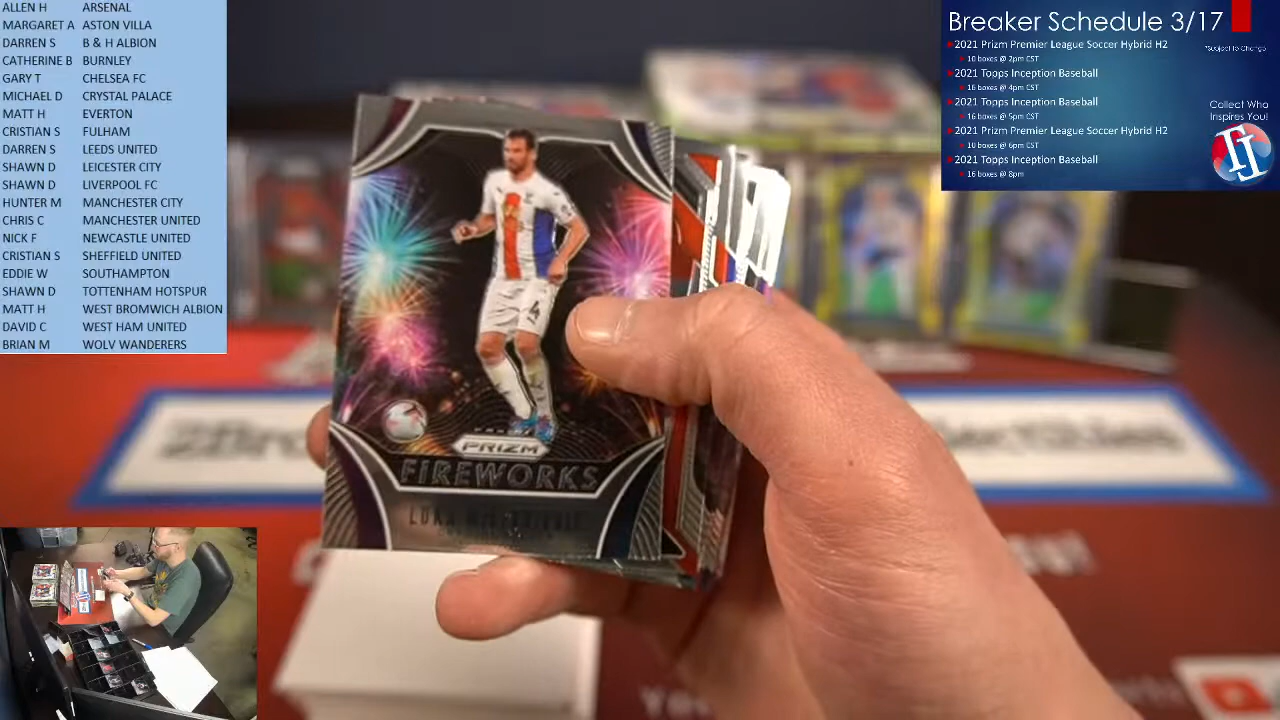 ALLEN H ARSENAL
MARGARET A ASTON VILLA
DARREN S B & H ALBION
CATHERINE B BURNLEY
GARY T CHELSEA FC
MICHAEL D CRYSTAL PALACE
MATT H EVERTON
CRISTIAN S FULHAM
DARREN S LEEDS UNITED
SHAWN D LEICESTER CITY
SHAWN D LIVERPOOL FC
HUNTER M MANCHESTER CITY
CHRIS C MANCHESTER UNITED
NICK F NEWCASTLE UNITED
CRISTIAN S SHEFFIELD UNITED
EDDIE W SOUTHAMPTON
SHAWN D TOTTENHAM HOTSPUR
MATT H WEST BROMWICH ALBION
DAVID C WEST HAM UNITED
BRIAN M WOLV WANDERERS
Breaker Schedule 3/17
2021 Prizm Premier League Soccer Hybrid H2
*Subject to Change
10 boxes @ 2pm CST
2021 Topps Inception Baseball
16 boxes @ 4pm CST
2021 Topps Inception Baseball
16 boxes @ 5pm CST
2021 Prizm Premier League Soccer Hybrid H2
10 boxes @ 6pm CST
2021 Topps Inception Baseball
16 boxes @ 8pm
Collect Who
Inspires You!
4
PRIZM
FIREWORKS